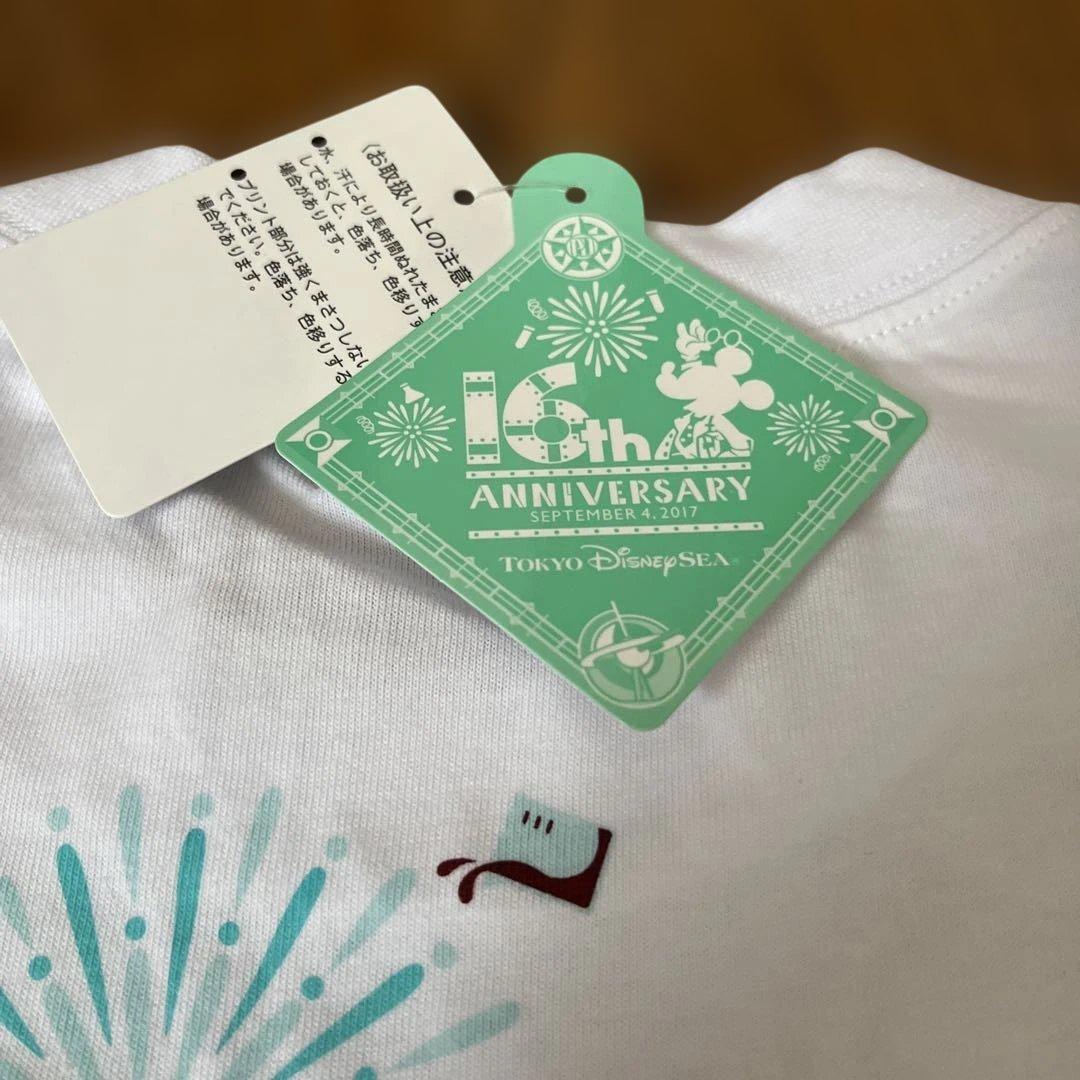 〈お取扱い上の注意
●水、汗により長時間ぬれたま
しておくと、色落ち、色移りす
場合があります。
●プリント部分は強くまさつしない
でください。色落ち、色移りする
場合があります。
16th
ANNIVERSARY
SEPTEMBER 4, 2017
TOKYO DISNEYSEA®